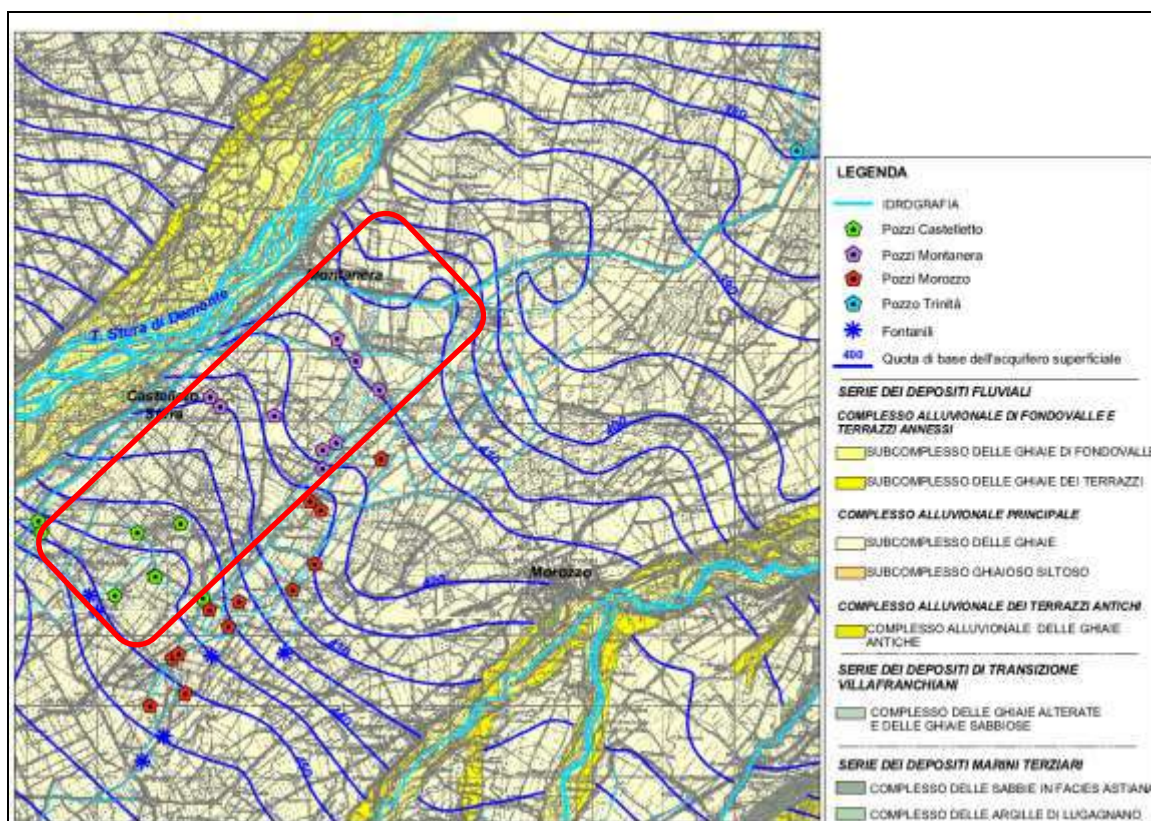 Montanera
T. Stura di Demonte
Castelletto
Stura
Morozzo
400
LEGENDA
IDROGRAFIA
Pozzi Castelletto
Pozzi Montanera
Pozzi Morozzo
Pozzo Trinità
Fontanili
400 Quota di base dell'acquifero superficiale
SERIE DEI DEPOSITI FLUVIALI
COMPLESSO ALLUVIONALE DI FONDOVALLE E
TERRAZZI ANNESSI
SUBCOMPLESSO DELLE GHIAIE DI FONDOVALLE
SUBCOMPLESSO DELLE GHIAIE DEI TERRAZZI
COMPLESSO ALLUVIONALE PRINCIPALE
SUBCOMPLESSO DELLE GHIAIE
SUBCOMPLESSO GHIAIOSO SILTOSO
COMPLESSO ALLUVIONALE DEI TERRAZZI ANTICHI
COMPLESSO ALLUVIONALE DELLE GHIAIE
ANTICHE
SERIE DEI DEPOSITI DI TRANSIZIONE
VILLAFRANCHIANI
COMPLESSO DELLE GHIAIE ALTERATE
E DELLE GHIAIE SABBIOSE
SERIE DEI DEPOSITI MARINI TERZIARI
COMPLESSO DELLE SABBIE IN FACIES ASTIANA
COMPLESSO DELLE ARGILLE DI LUGAGNANO